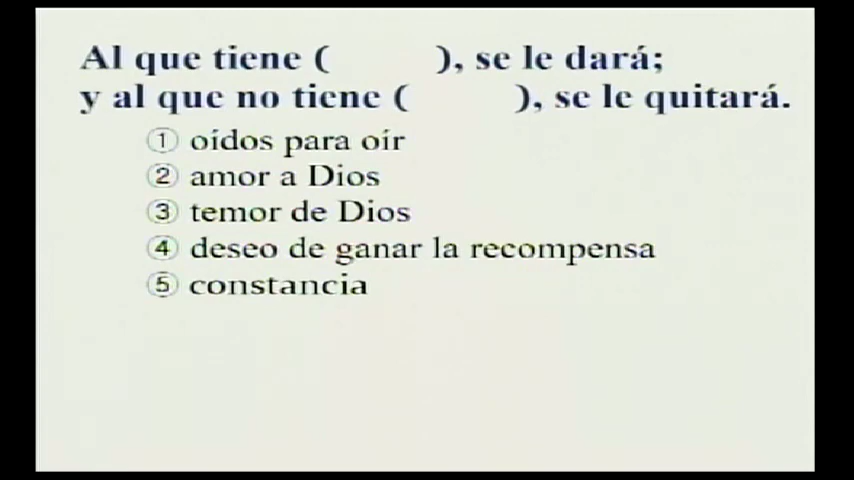 Al que tiene ( ), se le dará;
y al que no tiene ( ), se le quitará.
① oídos para oír
② amor a Dios
③ temor de Dios
④ deseo de ganar la recompensa
⑤ constancia